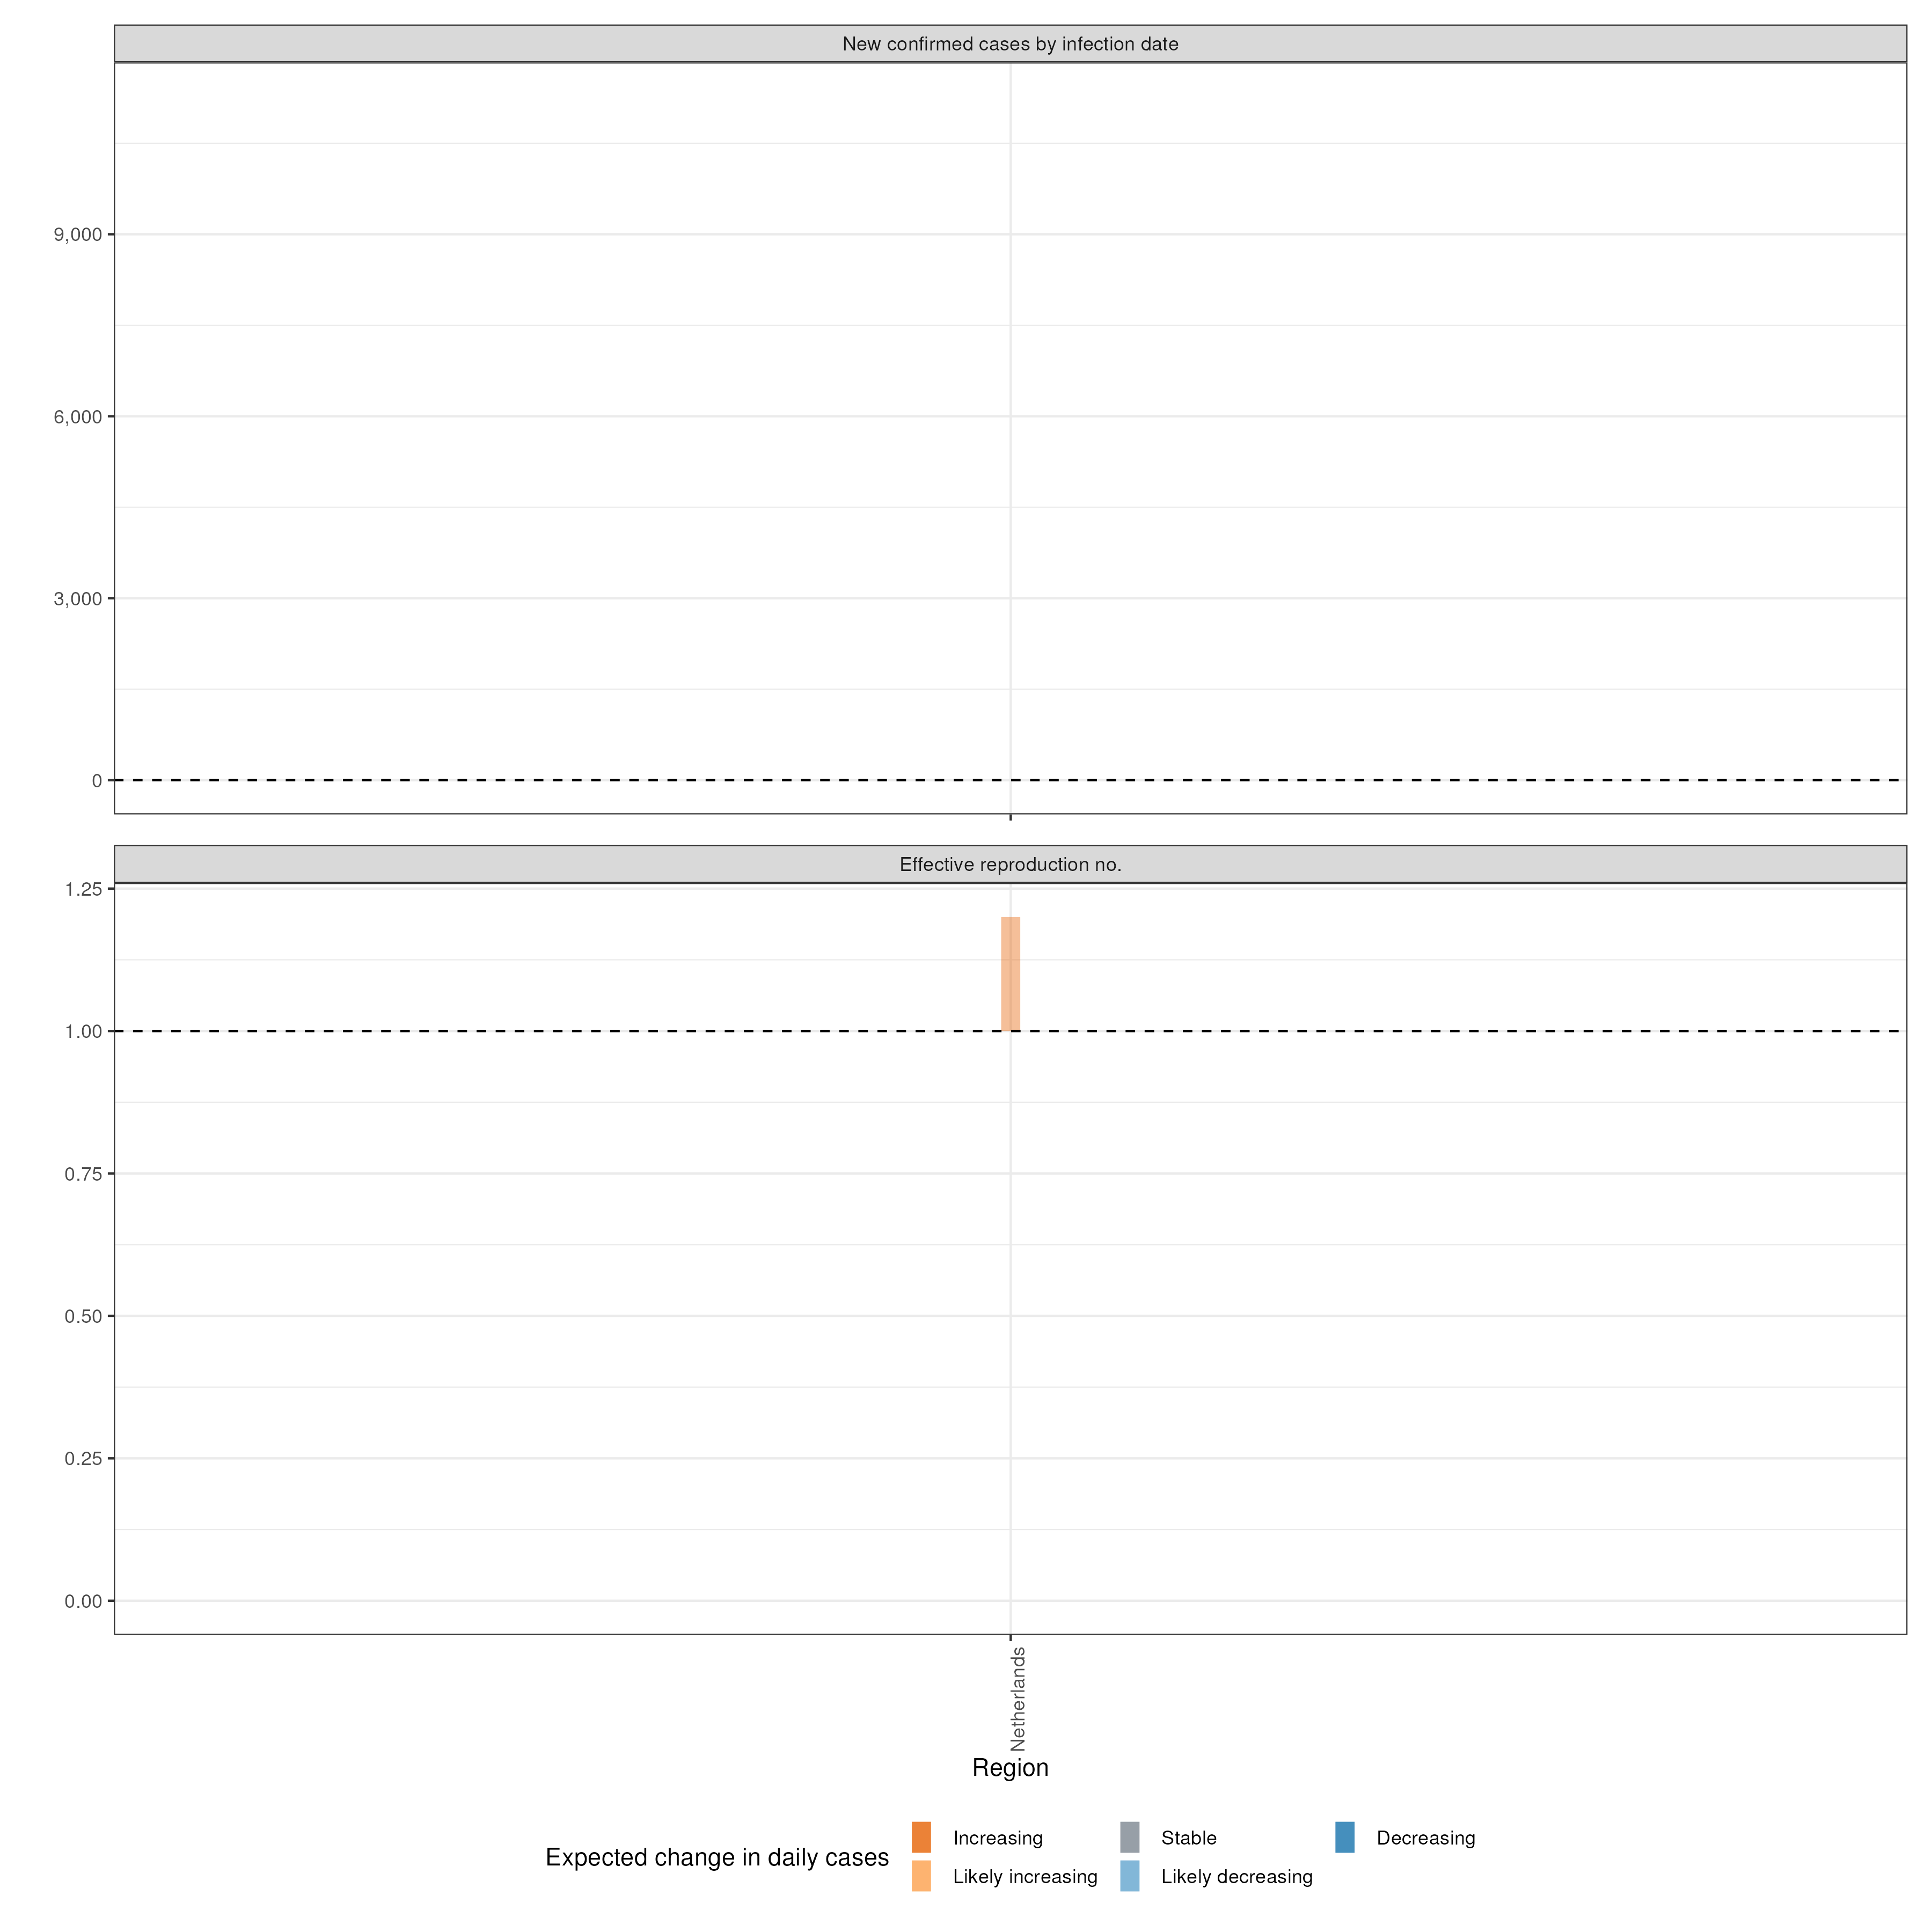 New confirmed cases by infection date
9,000
6,000
3,000
0
Effective reproduction no.
1.25
1.00
0.75
0.50
0.25
0.00
Netherlands
Region
Expected change in daily cases
Increasing
Stable
Decreasing
Likely increasing
Likely decreasing